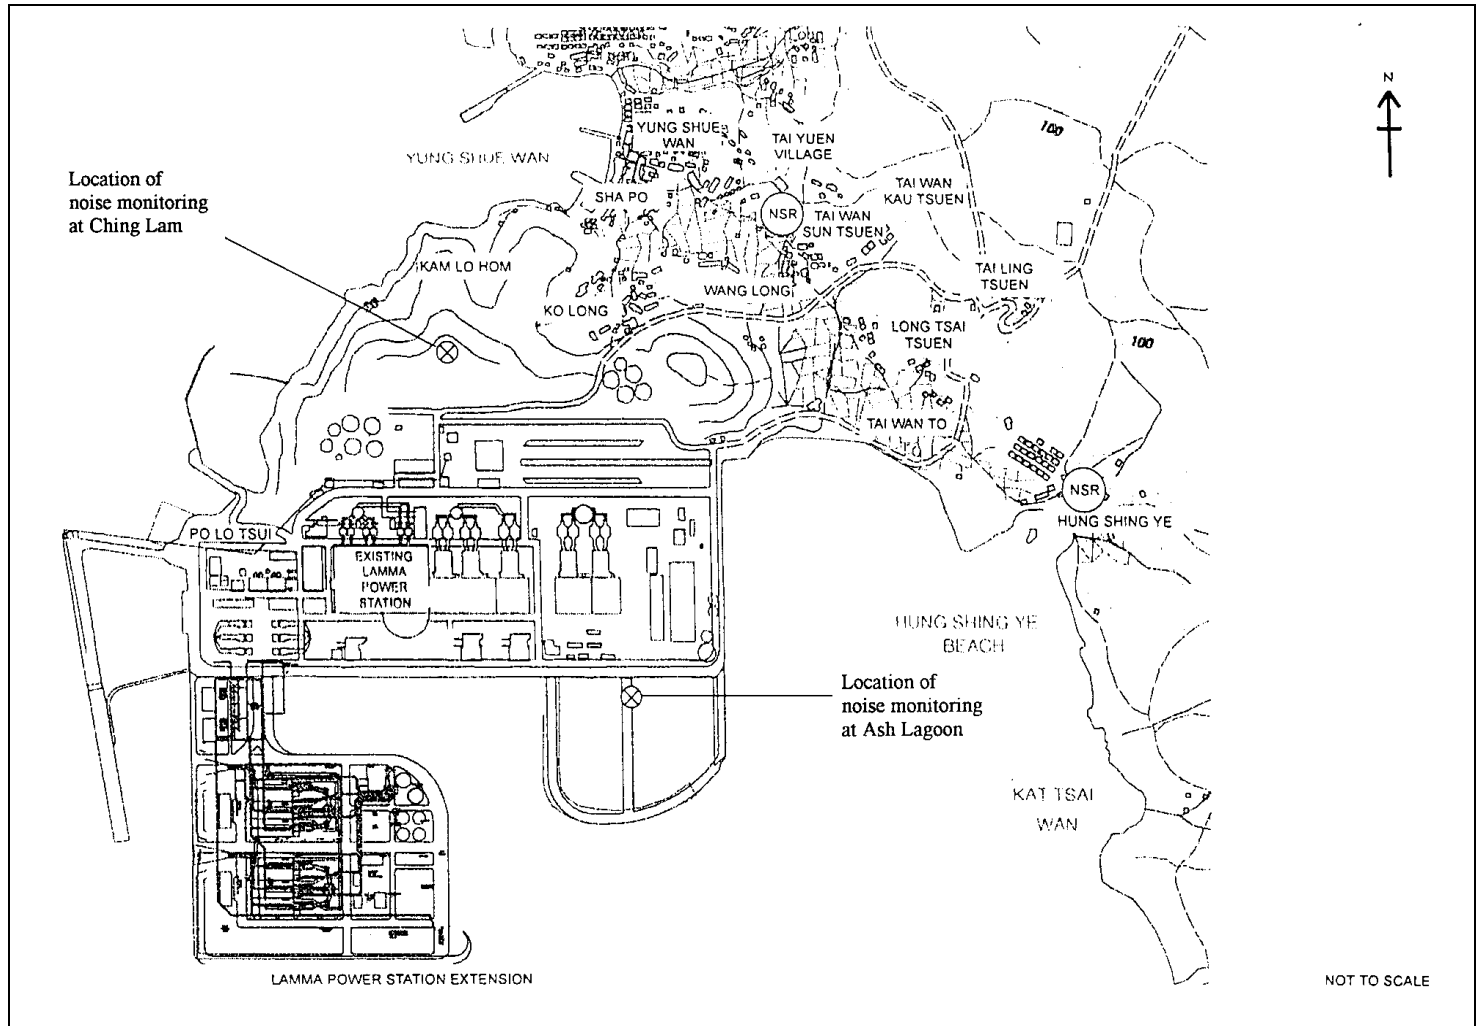 N
100
YUNG SHUE
WAN
TAI YUEN
VILLAGE
YUNG SHUE WAN
Location of
noise monitoring
at Ching Lam
TAI WAN
KAU TSUEN
SHA PO
NSR
TAI WAN
SUN TSUEN
KAM LO HOM
TAI LING
TSUEN
WANG LONG
KO LONG
LONG TSAI
TSUEN
100
TAI WAN TO
NSR
HUNG SHING YE
PO LO TSUI
EXISTING
LAMMA
POWER
STATION
HUNG SHING YE
BEACH
Location of
noise monitoring
at Ash Lagoon
KAT TSAI
WAN
LAMMA POWER STATION EXTENSION
NOT TO SCALE